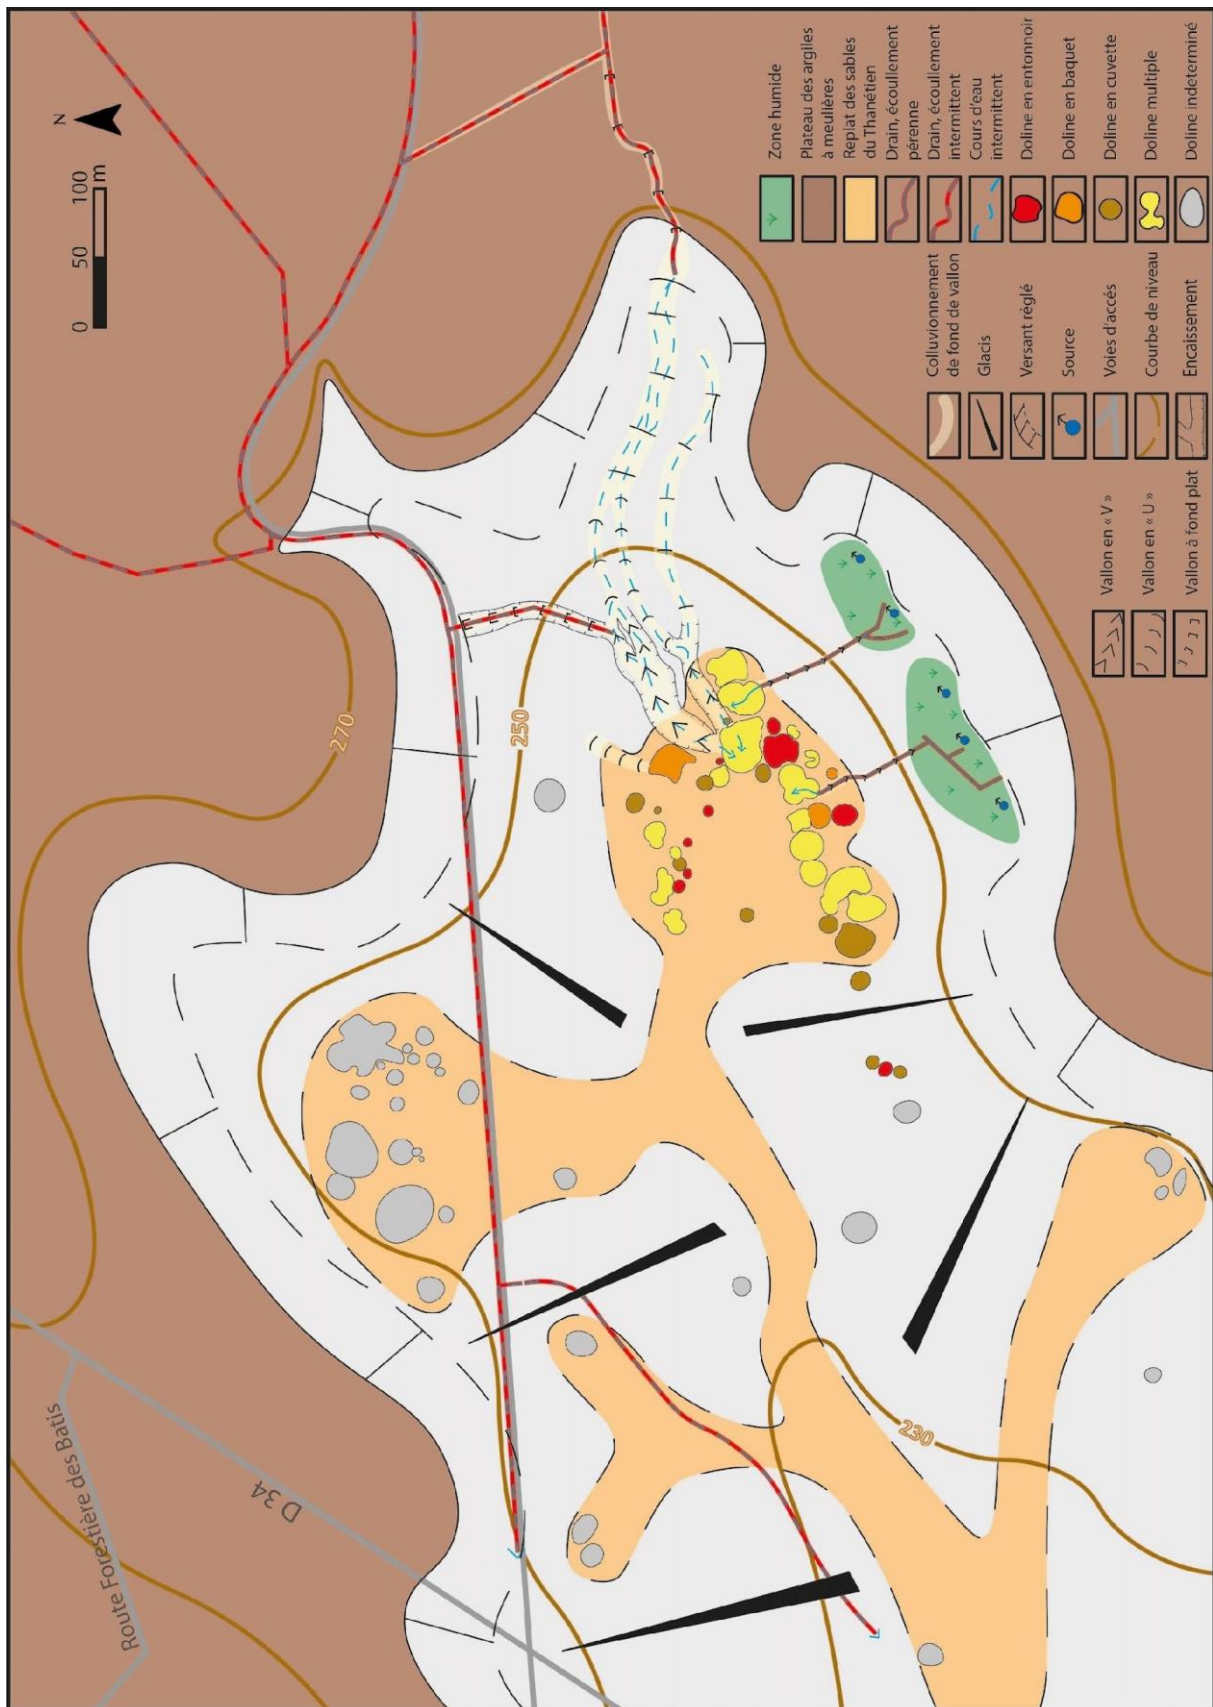 N
0 50 100 m
270
250
230
Route Forestière des Batis
D 34
Zone humide
Plateau des argiles
à meulières
Replat des sables
du Thanétien
Drain, écoullement
pérenne
Drain, écoullement
intermittent
Cours d'eau
intermittent
Doline en entonnoir
Doline en baquet
Doline en cuvette
Doline multiple
Doline indeterminé
Colluvionnement
de fond de vallon
Glacis
Versant réglé
Source
Voies d'accés
Courbe de niveau
Encaissement
Vallon en « V »
Vallon en « U »
Vallon à fond plat